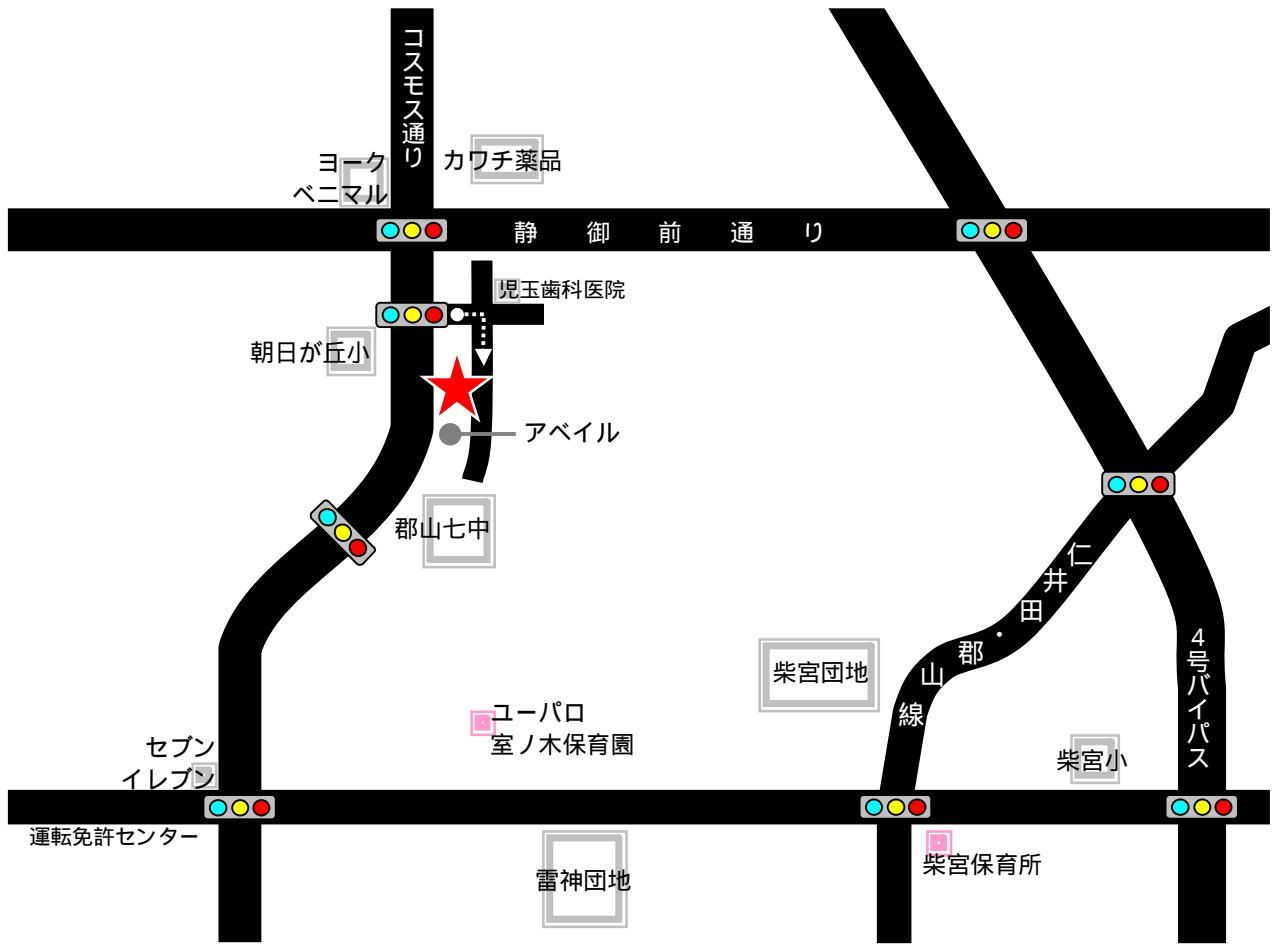 コスモス通り
ヨーク
ベニマル
カワチ薬品
静御前通り
児玉歯科医院
朝日が丘小
アベイル
郡山七中
仁井田・郡山線
4号バイパス
柴宮団地
ユーパロ
室ノ木保育園
セブン
イレブン
柴宮小
運転免許センター
柴宮保育所
雷神団地